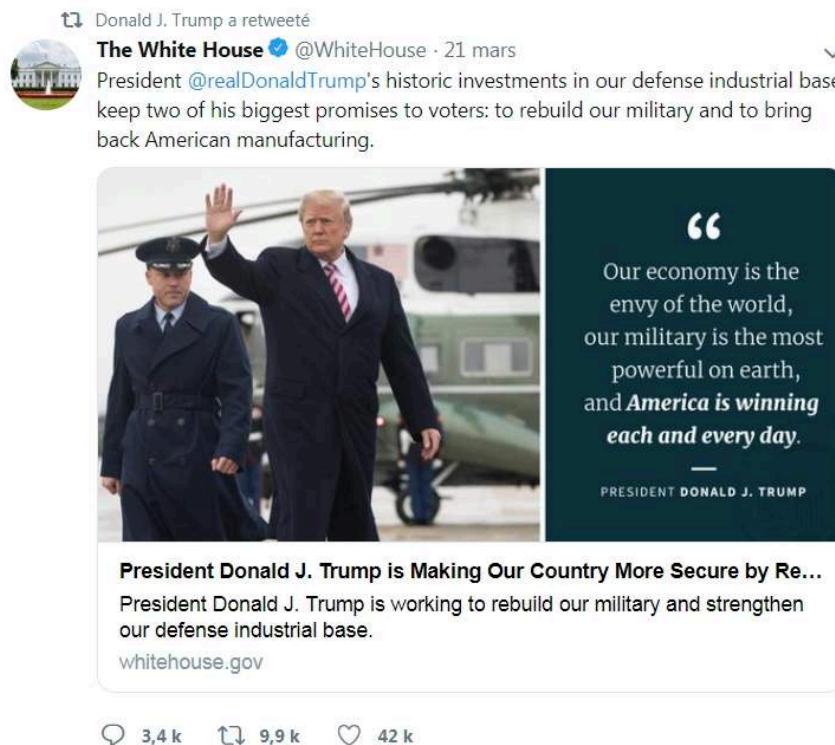 Donald J. Trump a retweeté
The White House @WhiteHouse · 21 mars
President @realDonaldTrump's historic investments in our defense industrial base
keep two of his biggest promises to voters: to rebuild our military and to bring
back American manufacturing.
“
Our economy is the
envy of the world,
our military is the most
powerful on earth,
and America is winning
each and every day.
—
PRESIDENT DONALD J. TRUMP
President Donald J. Trump is Making Our Country More Secure by Re...
President Donald J. Trump is working to rebuild our military and strengthen
our defense industrial base.
whitehouse.gov
3,4 k 9,9 k 42 k